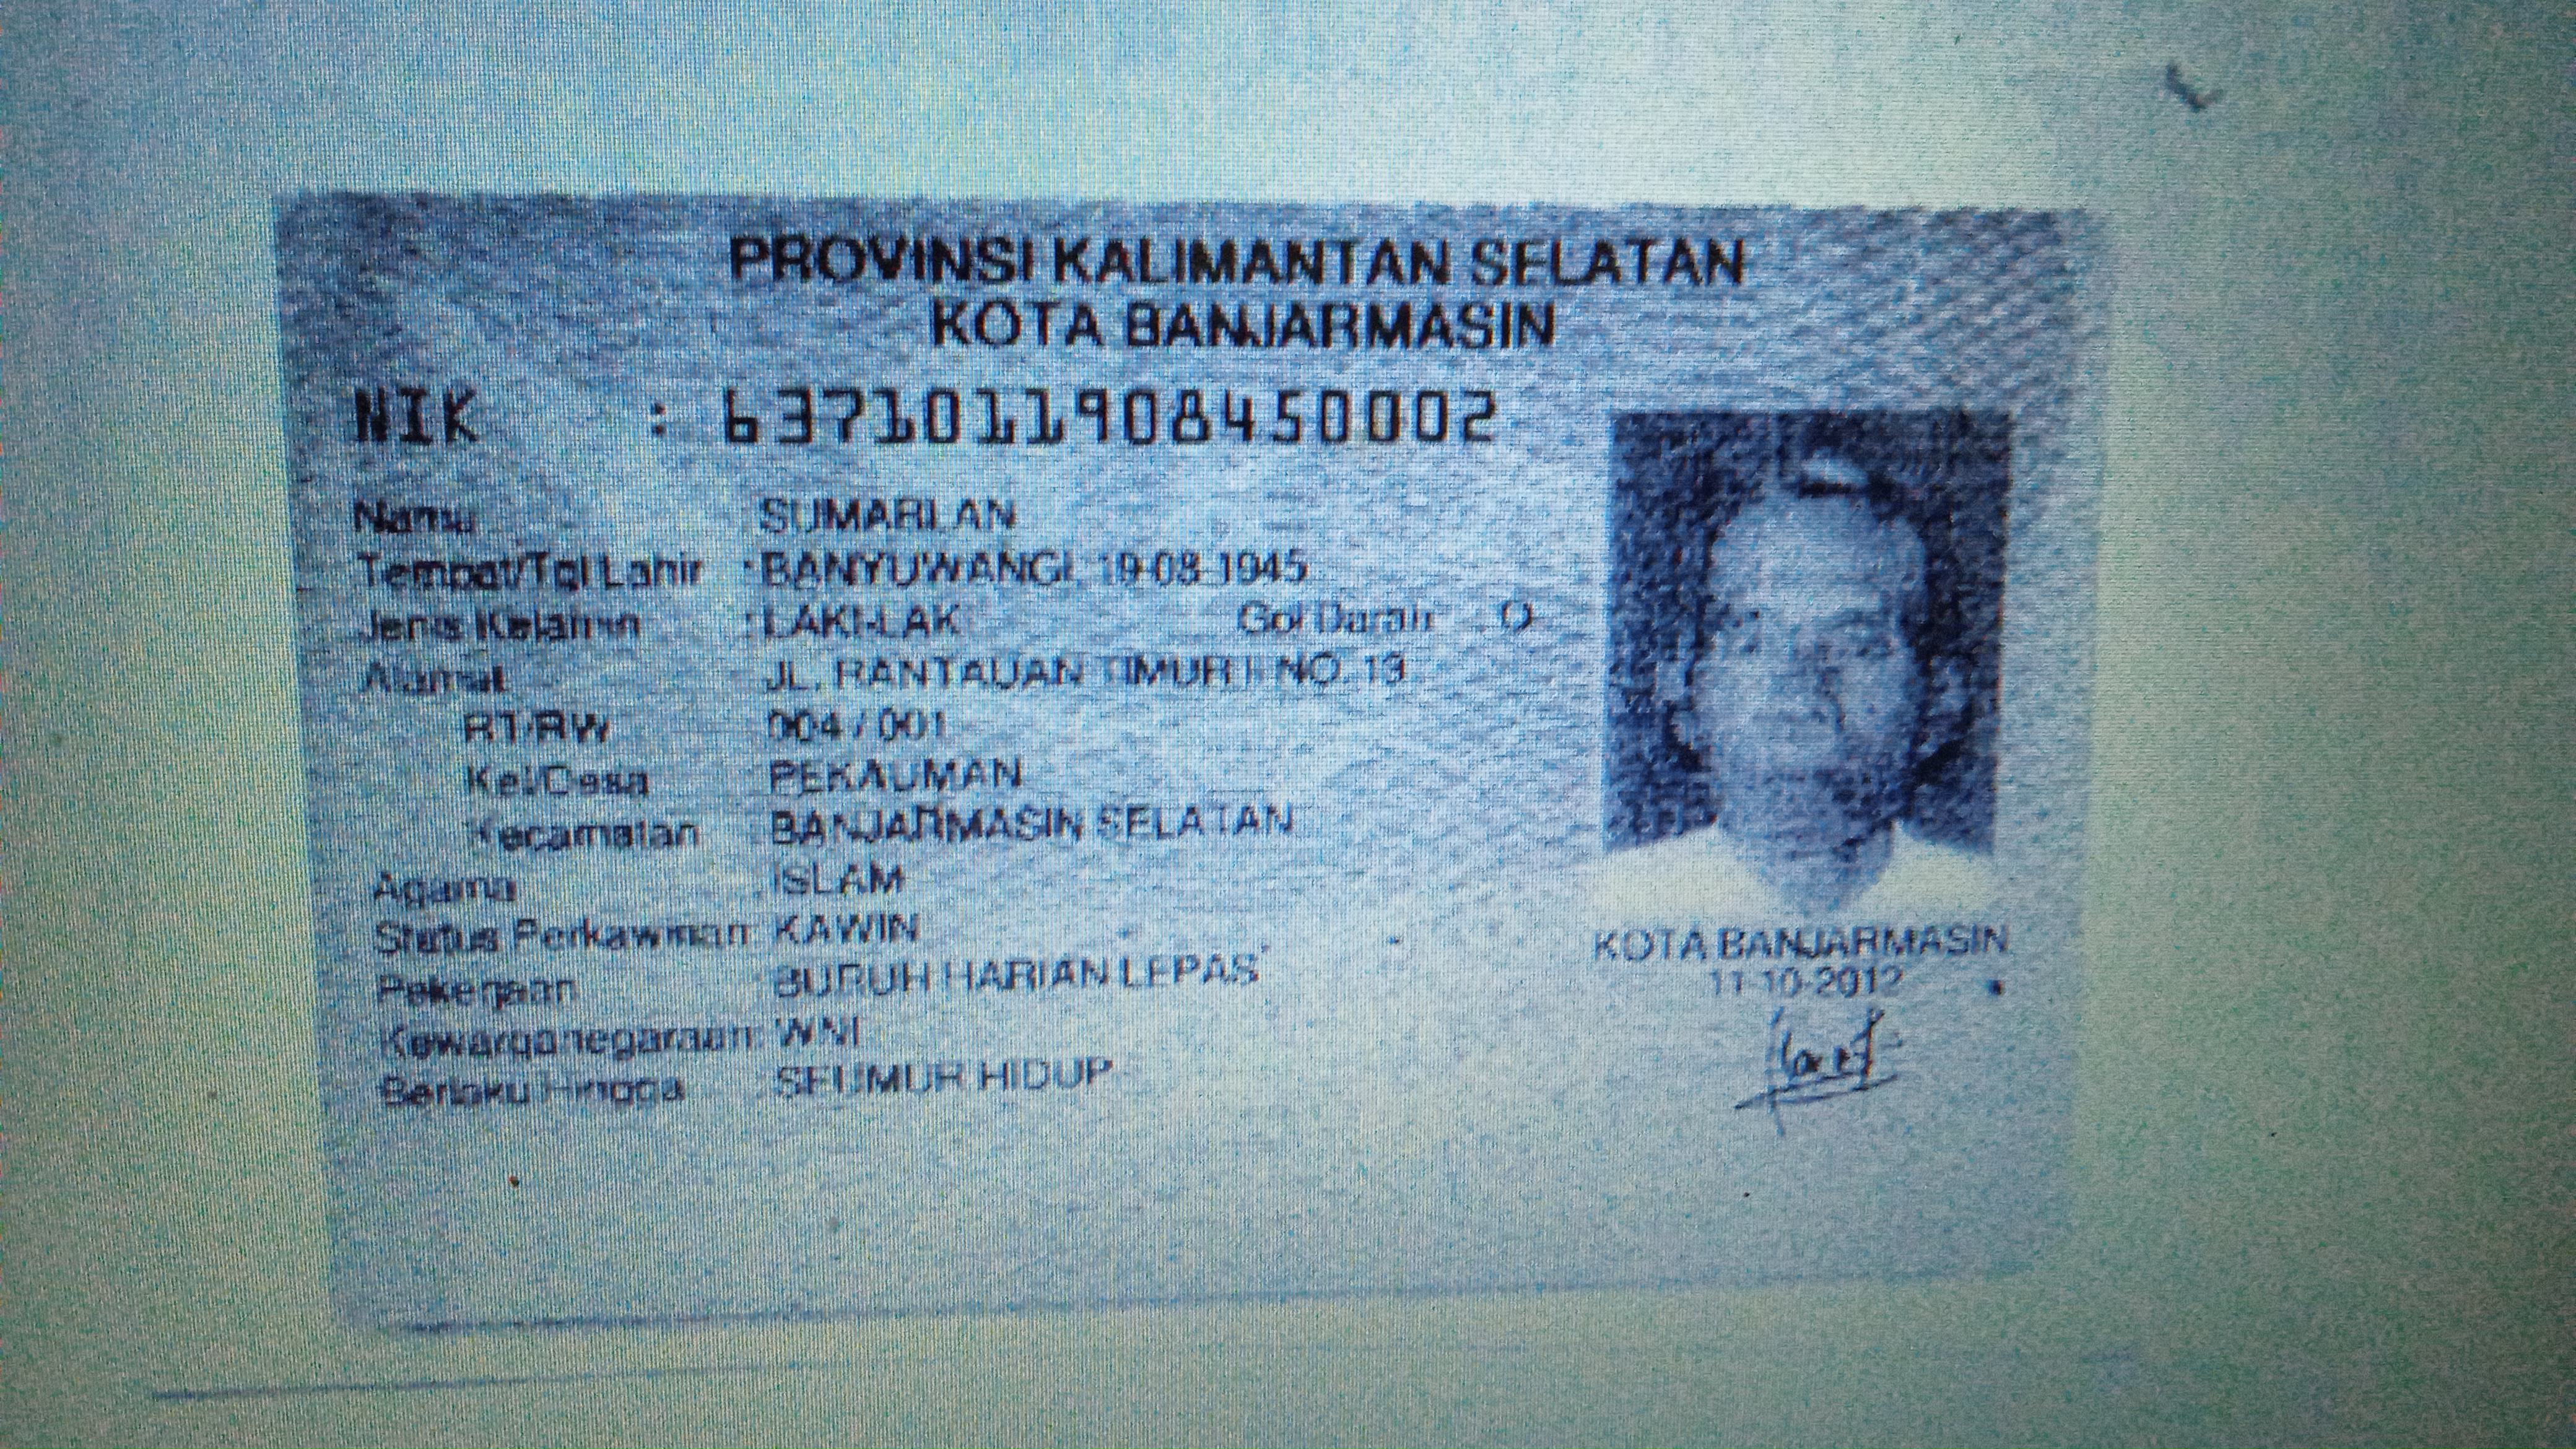 PROVINSI KALIMANTAN SELATAN
KOTA BANJARMASIN
NIK : 6371011908450002
Nama SUMARLAN
Tempat/Tgl Lahir : BANYUWANGI, 19-08-1945
Jenis Kelamin : LAKI-LAK Gol Darah : O
Alamat JL. RANTAUAN TIMUR I NO. 13
RT/RW 004 / 001
Kel/Desa PEKAUMAN
Kecamatan BANJARMASIN SELATAN
Agama : ISLAM
Status Perkawinan: KAWIN
Pekerjaan : BURUH HARIAN LEPAS
Kewarganegaraan: WNI
Berlaku Hingga : SEUMUR HIDUP
KOTA BANJARMASIN
11-10-2012